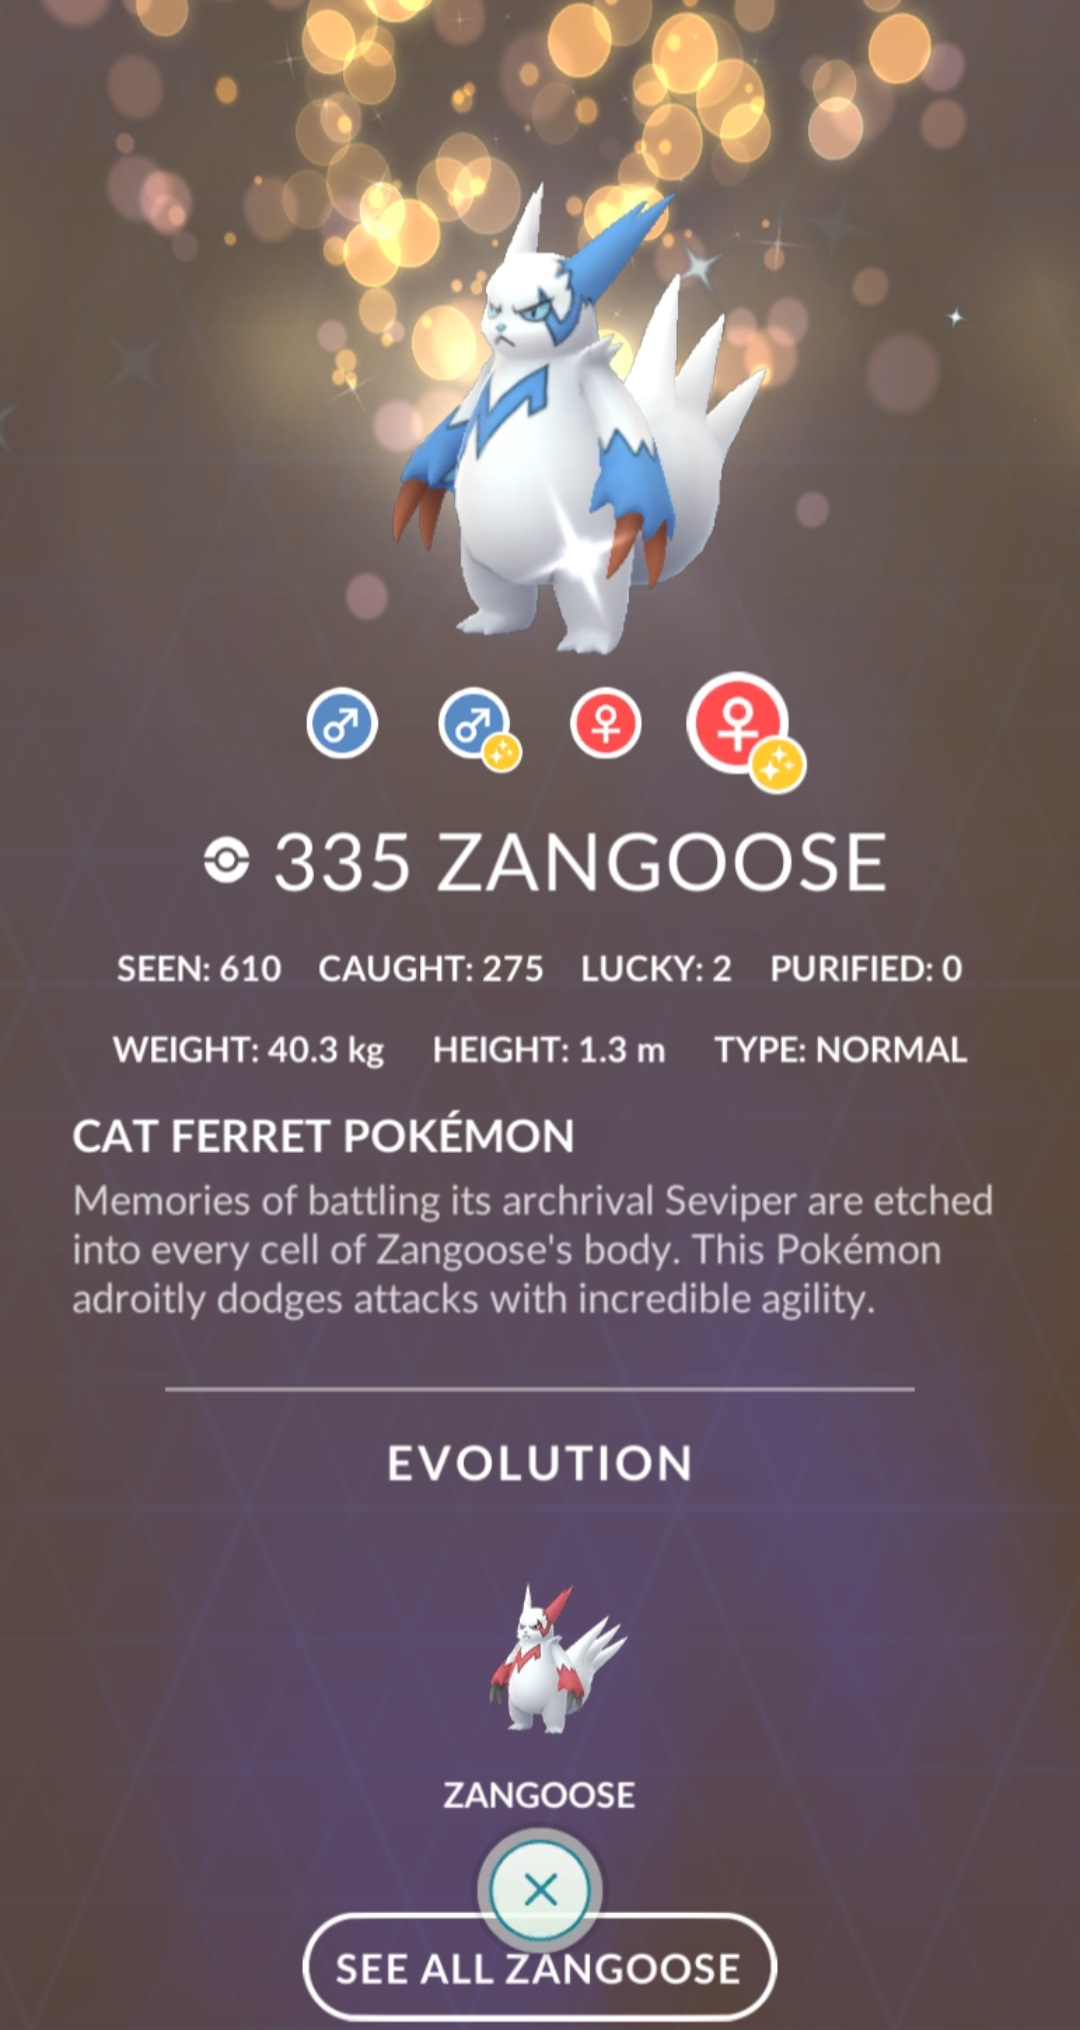 335 ZANGOOSE
SEEN: 610 CAUGHT: 275 LUCKY: 2 PURIFIED: 0
WEIGHT: 40.3 kg HEIGHT: 1.3 m TYPE: NORMAL
CAT FERRET POKÉMON
Memories of battling its archrival Seviper are etched
into every cell of Zangoose's body. This Pokémon
adroitly dodges attacks with incredible agility.
EVOLUTION
ZANGOOSE
SEE ALL ZANGOOSE